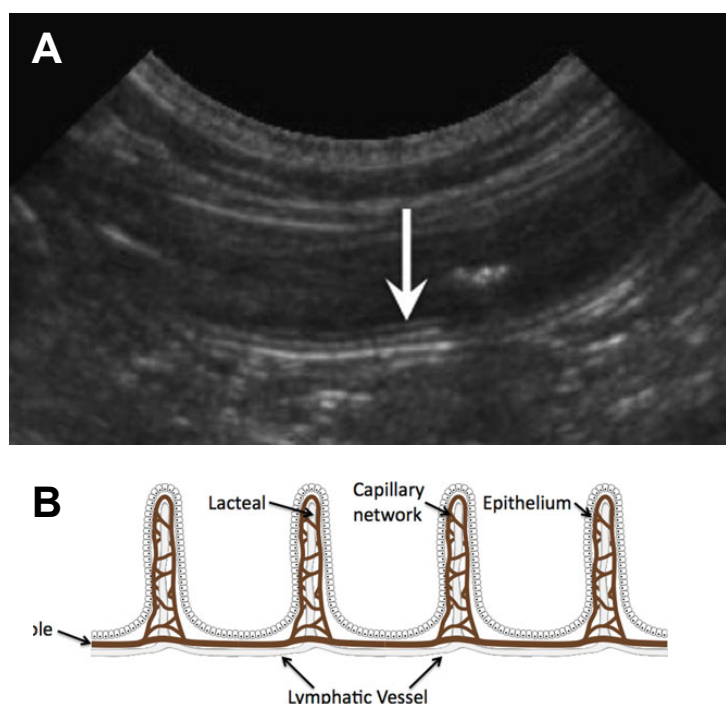 A
B
Lacteal
Capillary
network
Epithelium
Lymphatic Vessel